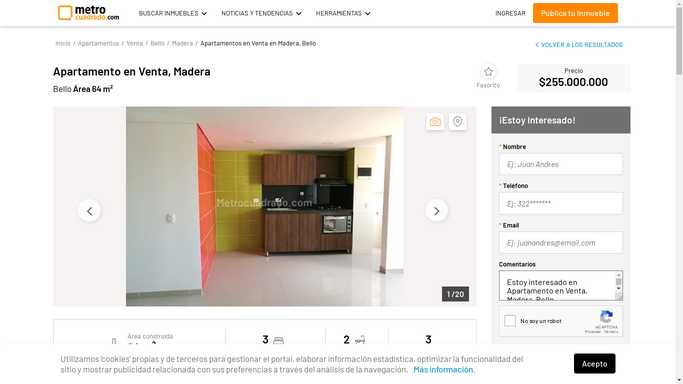 metro
cuadrado.com
BUSCAR INMUEBLES
NOTICIAS Y TENDENCIAS
HERRAMIENTAS
INGRESAR
Publica tu Inmueble
Inicio / Apartamentos / Venta / Bello / Madera / Apartamentos en Venta en Madera, Bello
VOLVER A LOS RESULTADOS
Apartamento en Venta, Madera
Bello Área 64 m²
Favorito
Precio
$255.000.000
Metrocuadrado.com
1 / 20
¡Estoy Interesado!
* Nombre
Ej: Juan Andres
* Teléfono
Ej: 322*******
* Email
Ej: juanandres@email.com
Comentarios
Estoy interesado en
Apartamento en Venta,
Madera, Bello
No soy un robot
reCAPTCHA
Privacidad - Términos
Área construida
3
2
3
Utilizamos 'cookies' propias y de terceros para gestionar el portal, elaborar información estadística, optimizar la funcionalidad del
sitio y mostrar publicidad relacionada con sus preferencias a través del análisis de la navegación. Más información.
Acepto